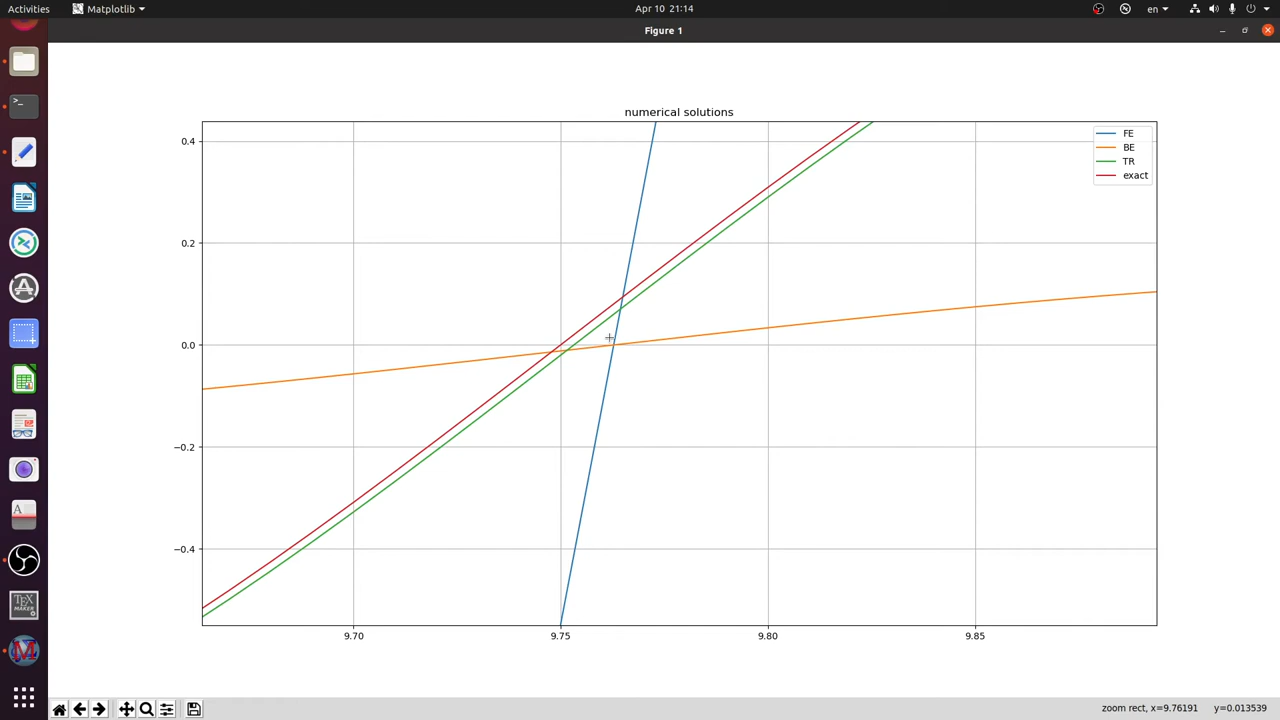 Activities Matplotlib Apr 10 21:14 en
Figure 1
numerical solutions
FE
BE
TR
exact
0.4
0.2
0.0
−0.2
−0.4
9.70 9.75 9.80 9.85
zoom rect, x=9.76191 y=0.013539